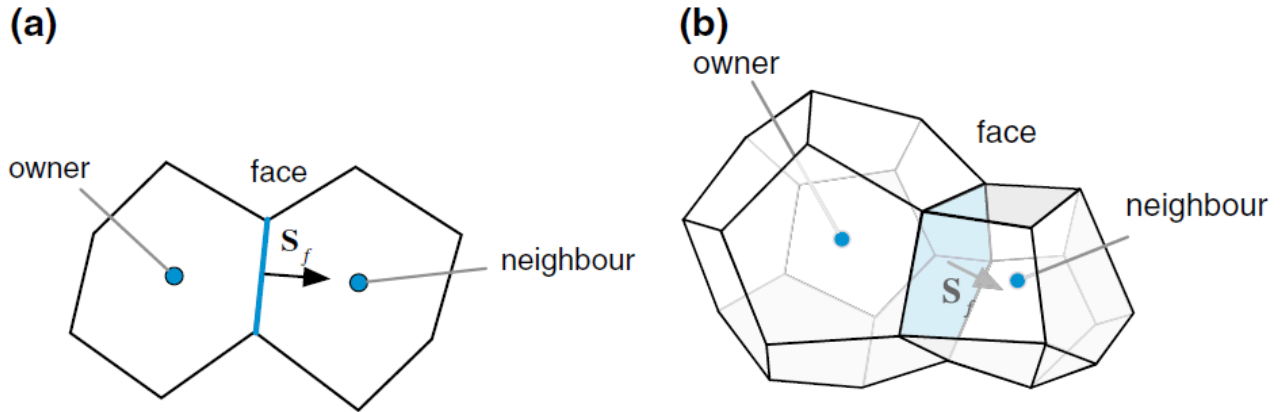 (a)
owner
face
S_f
neighbour
(b)
owner
face
neighbour
S_f